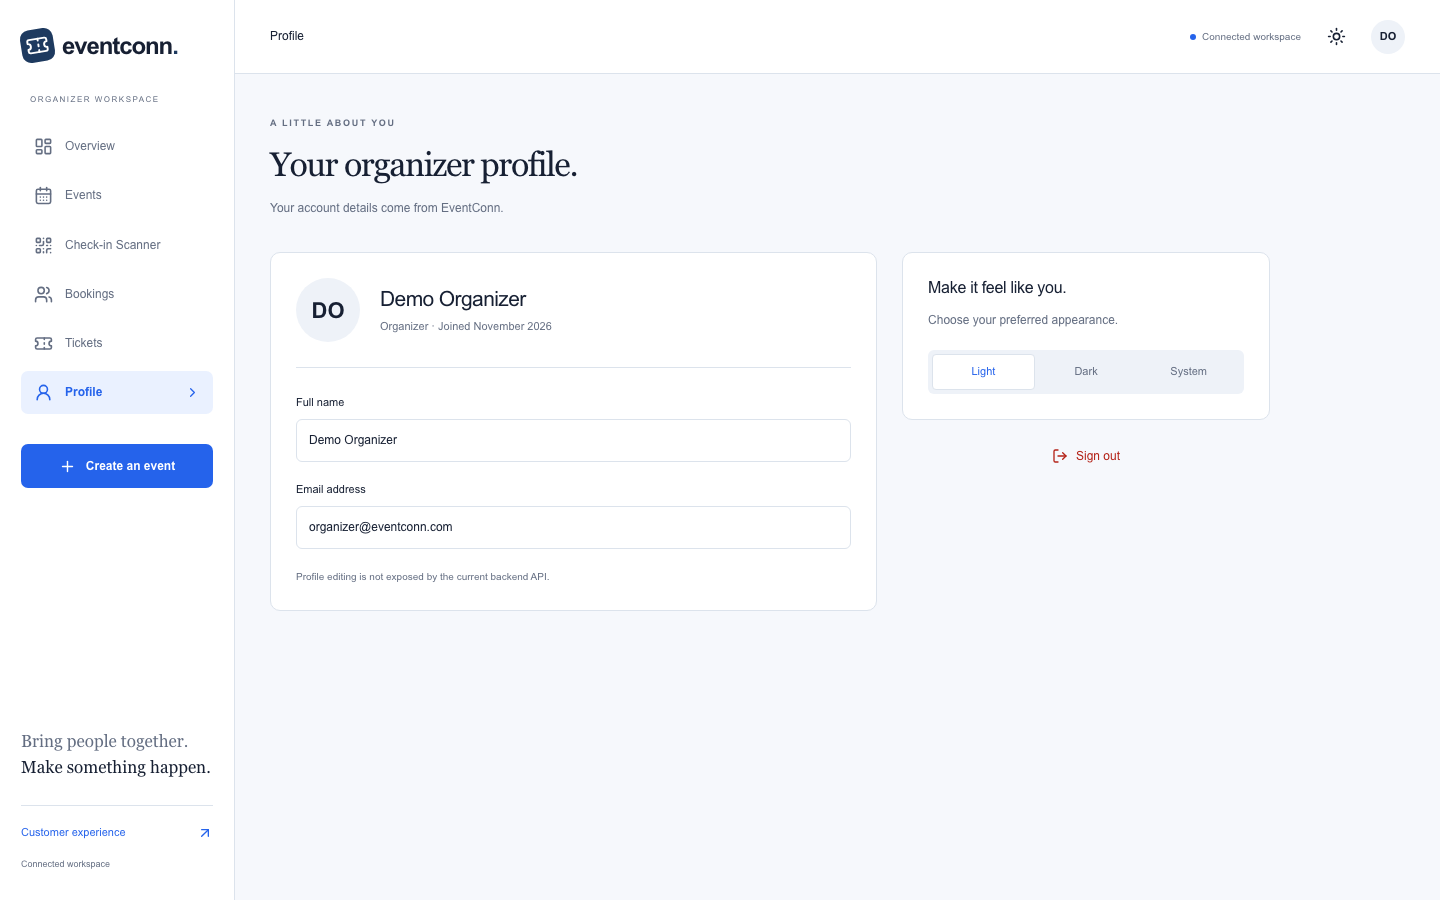 eventconn.
ORGANIZER WORKSPACE
Overview
Events
Check-in Scanner
Bookings
Tickets
Profile
Create an event
Bring people together.
Make something happen.
Customer experience
Connected workspace
Profile
Connected workspace
DO
A LITTLE ABOUT YOU
Your organizer profile.
Your account details come from EventConn.
DO
Demo Organizer
Organizer · Joined November 2026
Full name
Demo Organizer
Email address
organizer@eventconn.com
Profile editing is not exposed by the current backend API.
Make it feel like you.
Choose your preferred appearance.
Light
Dark
System
Sign out